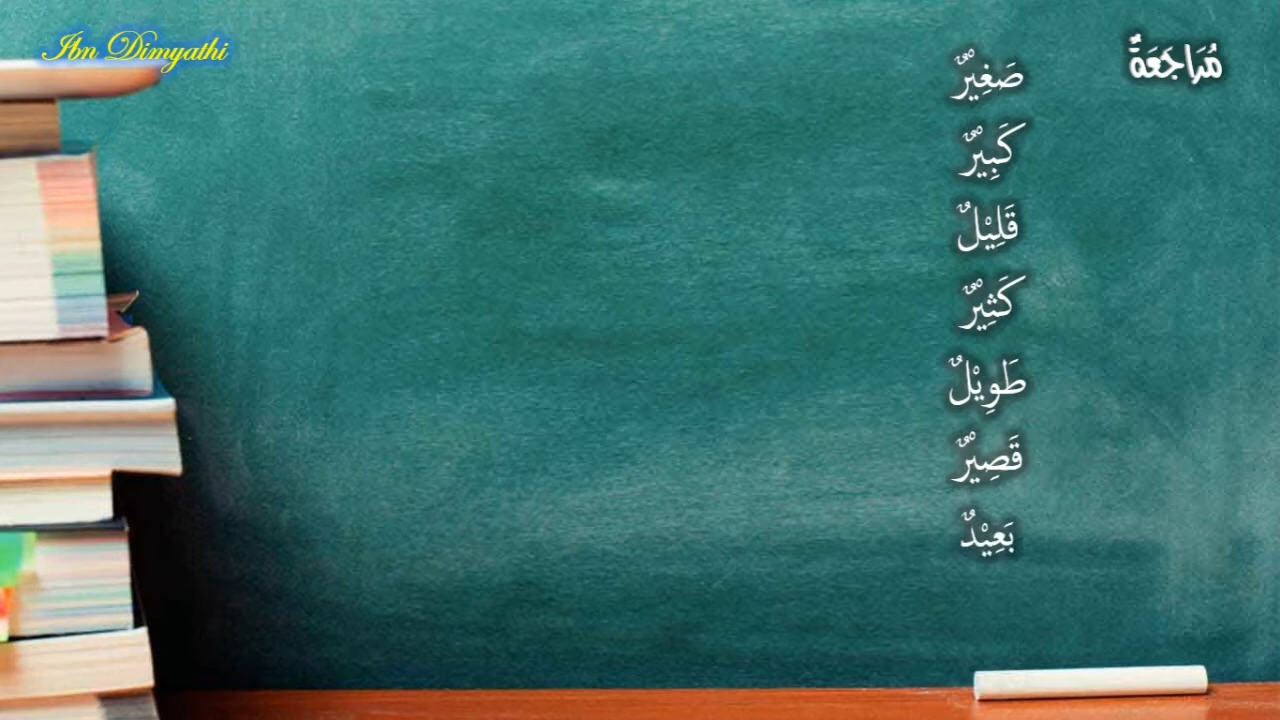 Ibn Dimyathi
مُرَاجَعَةٌ
صَغِيْرٌ
كَبِيْرٌ
قَلِيْلٌ
كَثِيْرٌ
طَوِيْلٌ
قَصِيْرٌ
بَعِيْدٌ